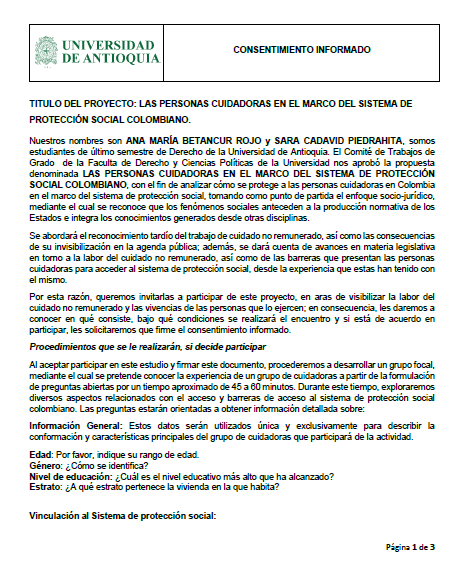 UNIVERSIDAD
DE ANTIOQUIA
CONSENTIMIENTO INFORMADO
TITULO DEL PROYECTO: LAS PERSONAS CUIDADORAS EN EL MARCO DEL SISTEMA DE
PROTECCIÓN SOCIAL COLOMBIANO.
Nuestros nombres son ANA MARÍA BETANCUR ROJO y SARA CADAVID PIEDRAHITA, somos
estudiantes de último semestre de Derecho de la Universidad de Antioquia. El Comité de Trabajos de
Grado de la Faculta de Derecho y Ciencias Políticas de la Universidad nos aprobó la propuesta
denominada LAS PERSONAS CUIDADORAS EN EL MARCO DEL SISTEMA DE PROTECCIÓN
SOCIAL COLOMBIANO, con el fin de analizar cómo se protege a las personas cuidadoras en Colombia
en el marco del sistema de protección social, tomando como punto de partida el enfoque socio-jurídico,
mediante el cual se reconoce que los fenómenos sociales anteceden a la producción normativa de los
Estados e integra los conocimientos generados desde otras disciplinas.
Se abordará el reconocimiento tardío del trabajo de cuidado no remunerado, así como las consecuencias
de su invisibilización en la agenda pública; además, se dará cuenta de avances en materia legislativa
en torno a la labor del cuidado no remunerado, así como de las barreras que presentan las personas
cuidadoras para acceder al sistema de protección social, desde la experiencia que estas han tenido con
el mismo.
Por esta razón, queremos invitarlas a participar de este proyecto, en aras de visibilizar la labor del
cuidado no remunerado y las vivencias de las personas que lo ejercen; en consecuencia, les daremos a
conocer en qué consiste, bajo qué condiciones se realizará el encuentro y si está de acuerdo en
participar, les solicitaremos que firme el consentimiento informado.
Procedimientos que se le realizarán, si decide participar
Al aceptar participar en este estudio y firmar este documento, procederemos a desarrollar un grupo focal,
mediante el cual se pretende conocer la experiencia de un grupo de cuidadoras a partir de la formulación
de preguntas abiertas por un tiempo aproximado de 45 a 60 minutos. Durante este tiempo, exploraremos
diversos aspectos relacionados con el acceso y barreras de acceso al sistema de protección social
colombiano. Las preguntas estarán orientadas a obtener información detallada sobre:
Información General: Estos datos serán utilizados única y exclusivamente para describir la
conformación y características principales del grupo de cuidadoras que participará de la actividad.
Edad: Por favor, indique su rango de edad.
Género: ¿Cómo se identifica?
Nivel de educación: ¿Cuál es el nivel educativo más alto que ha alcanzado?
Estrato: ¿A qué estrato pertenece la vivienda en la que habita?
Vinculación al Sistema de protección social:
Página 1 de 3